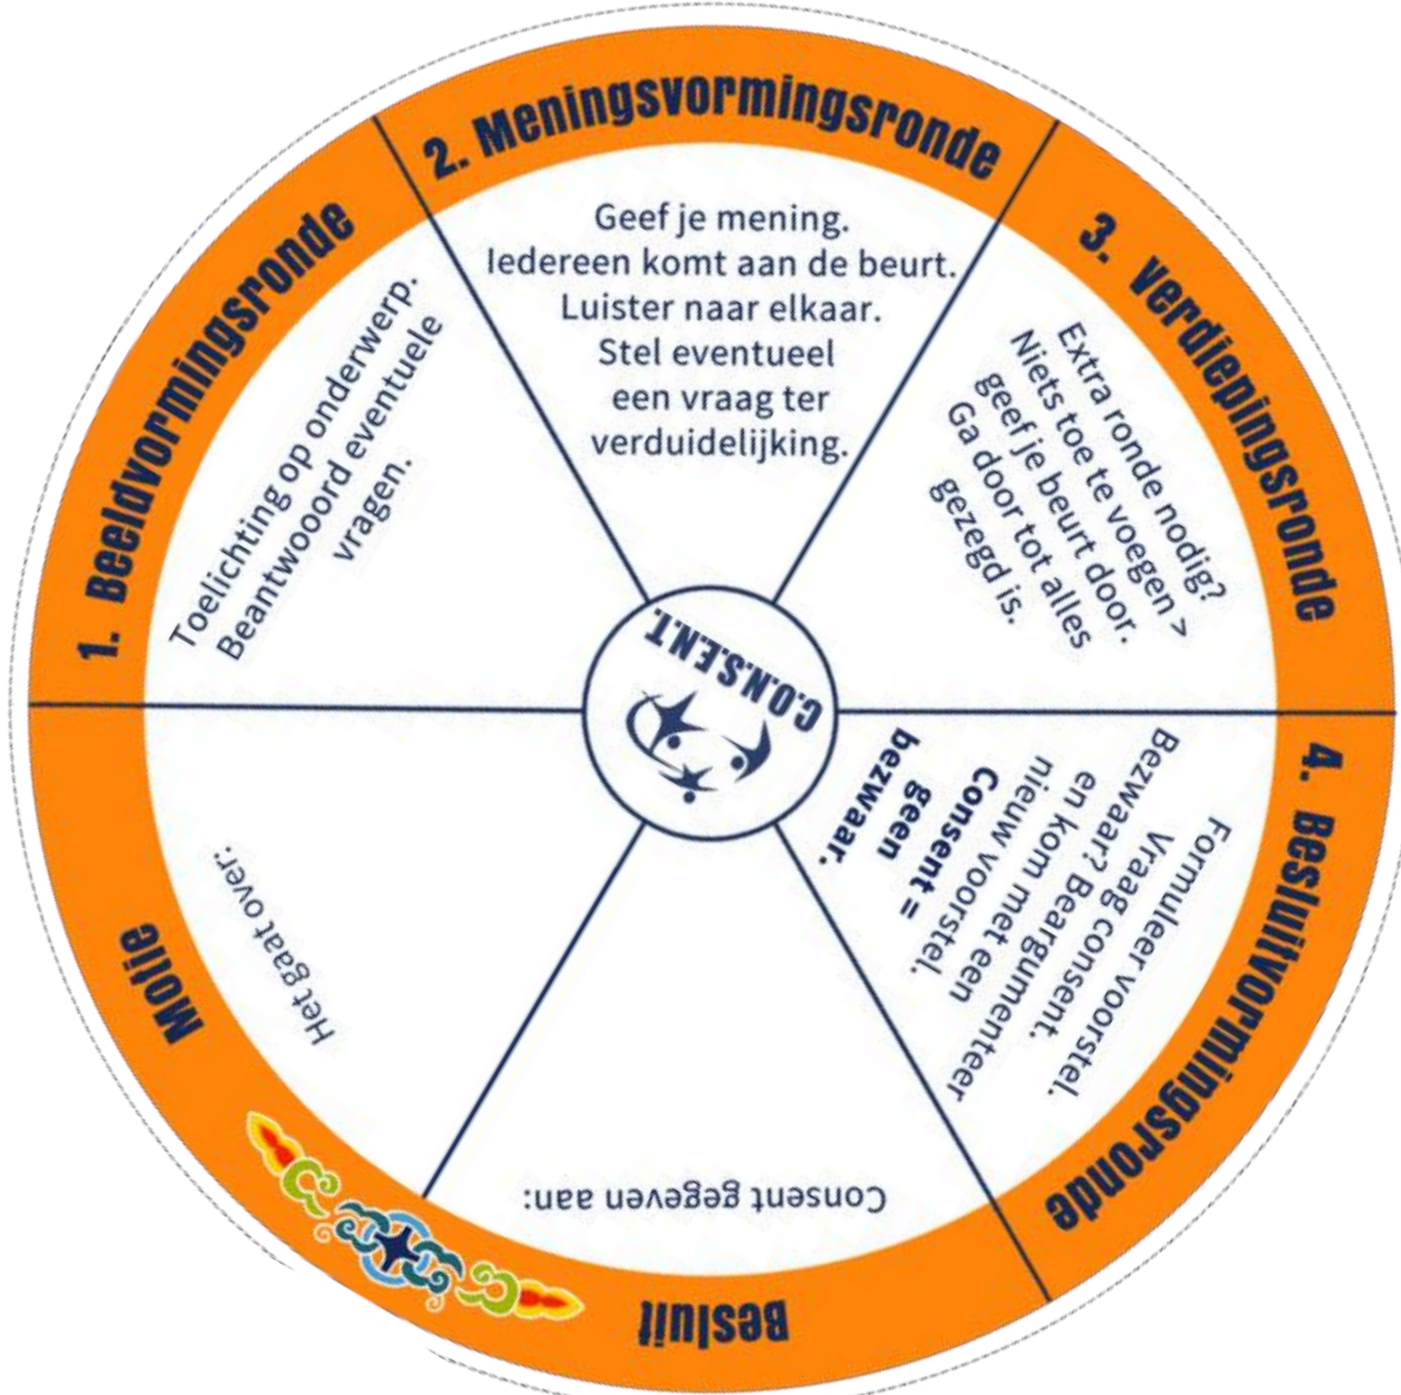 1. Beeldvormingsronde
Toelichting op onderwerp.
Beantwooord eventuele
vragen.
2. Meningsvormingsronde
Geef je mening.
Iedereen komt aan de beurt.
Luister naar elkaar.
Stel eventueel
een vraag ter
verduidelijking.
3. Verdiepingsronde
Extra ronde nodig?
Niets toe te voegen >
geef je beurt door.
Ga door tot alles
gezegd is.
4. Besluitvormingsronde
Formuleer voorstel.
Vraag consent.
Bezwaar? Beargumenteer
en kom met een
nieuw voorstel.
Consent =
geen
bezwaar.
Besluit
Consent gegeven aan:
Motie
Het gaat over:
C.O.N.S.E.N.T.